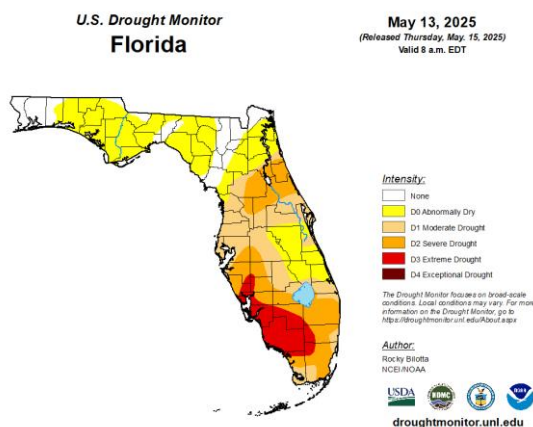 U.S. Drought Monitor
Florida
May 13, 2025
(Released Thursday, May. 15, 2025)
Valid 8 a.m. EDT
Intensity:
None
D0 Abnormally Dry
D1 Moderate Drought
D2 Severe Drought
D3 Extreme Drought
D4 Exceptional Drought
The Drought Monitor focuses on broad-scale
conditions. Local conditions may vary. For more
information on the Drought Monitor, go to
https://droughtmonitor.unl.edu/About.aspx
Author:
Rocky Bilotta
NCEI/NOAA
USDA
NDMC
NOAA
droughtmonitor.unl.edu